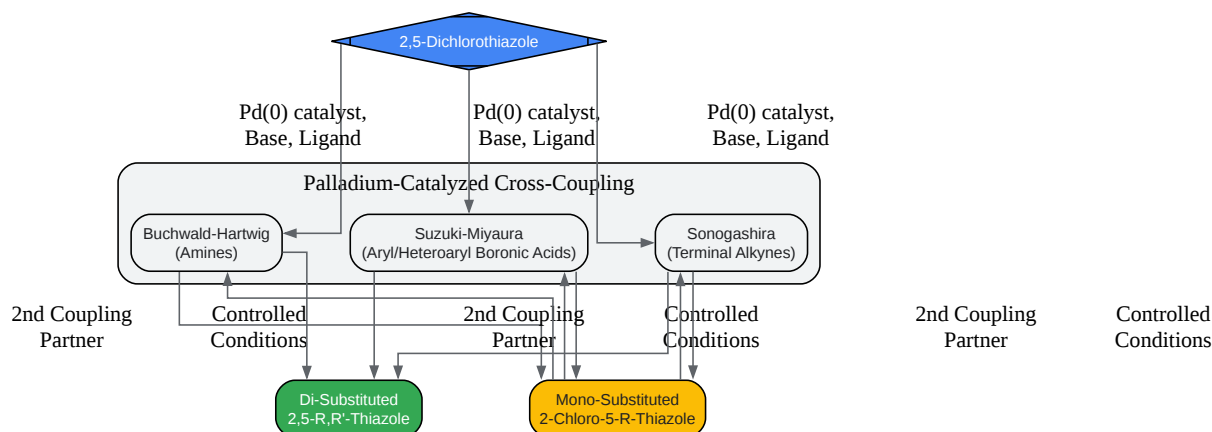 2,5-Dichlorothiazole
Pd(0) catalyst,
Base, Ligand
Pd(0) catalyst,
Base, Ligand
Pd(0) catalyst,
Base, Ligand
Palladium-Catalyzed Cross-Coupling
Buchwald-Hartwig
(Amines)
Suzuki-Miyaura
(Aryl/Heteroaryl Boronic Acids)
Sonogashira
(Terminal Alkynes)
2nd Coupling
Partner
Controlled
Conditions
2nd Coupling
Partner
Controlled
Conditions
2nd Coupling
Partner
Controlled
Conditions
Di-Substituted
2,5-R,R'-Thiazole
Mono-Substituted
2-Chloro-5-R-Thiazole